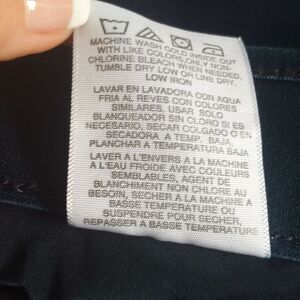 MACHINE WASH COLD INSIDE OUT
WITH LIKE COLORS,ONLY NON-
CHLORINE BLEACH WHEN NEEDED.
TUMBLE DRY LOW OR LINE DRY.
LOW IRON
LAVAR EN LAVADORA CON AGUA
FRIA AL REVES CON COLORES
SIMILARES, USAR SOLO
BLANQUEADOR SIN CLORO SI ES
NECESARIO, SECAR COLGADO O EN
SECADORA A TEMP. BAJA,
PLANCHAR A TEMPERATURA BAJA
LAVER A L'ENVERS A LA MACHINE
A L'EAU FROIDE AVEC COULEURS
SEMBLABLES, AGENT DE
BLANCHIMENT NON CHLORE AU
BESOIN, SECHER A LA MACHINE A
BASSE TEMPERATURE OU
SUSPENDRE POUR SECHER,
REPASSER A BASSE TEMPERATURE